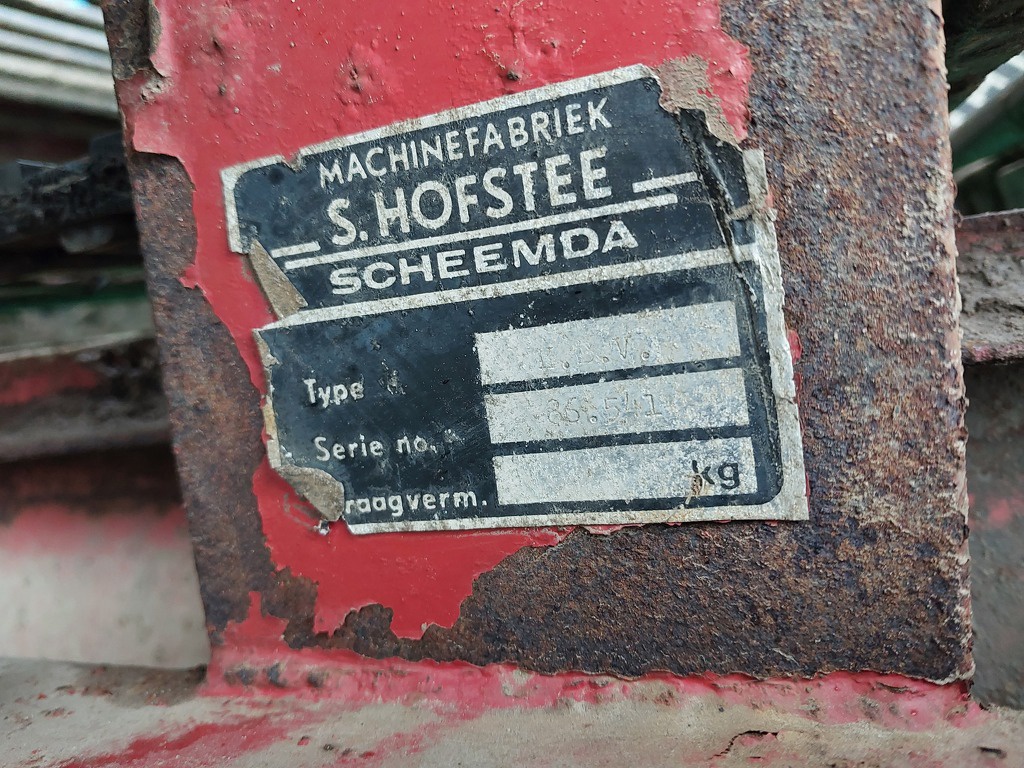 MACHINEFABRIEK
S. HOFSTEE
SCHEEMDA
Type
Serie no.
raagverm. kg